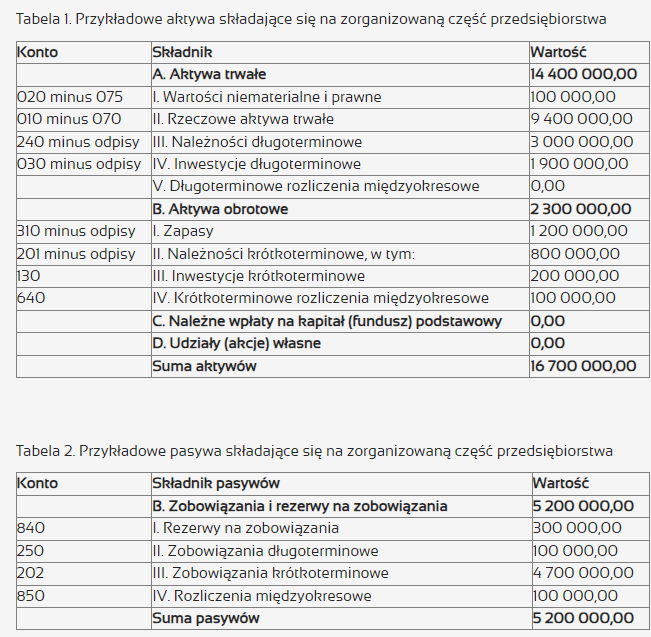 Tabela 1. Przykładowe aktywa składające się na zorganizowaną część przedsiębiorstwa
Konto Składnik Wartość
A. Aktywa trwałe 14 400 000,00
020 minus 075 I. Wartości niematerialne i prawne 100 000,00
010 minus 070 II. Rzeczowe aktywa trwałe 9 400 000,00
240 minus odpisy III. Należności długoterminowe 3 000 000,00
030 minus odpisy IV. Inwestycje długoterminowe 1 900 000,00
V. Długoterminowe rozliczenia międzyokresowe 0,00
B. Aktywa obrotowe 2 300 000,00
310 minus odpisy I. Zapasy 1 200 000,00
201 minus odpisy II. Należności krótkoterminowe, w tym: 800 000,00
130 III. Inwestycje krótkoterminowe 200 000,00
640 IV. Krótkoterminowe rozliczenia międzyokresowe 100 000,00
C. Należne wpłaty na kapitał (fundusz) podstawowy 0,00
D. Udziały (akcje) własne 0,00
Suma aktywów 16 700 000,00
Tabela 2. Przykładowe pasywa składające się na zorganizowaną część przedsiębiorstwa
Konto Składnik pasywów Wartość
B. Zobowiązania i rezerwy na zobowiązania 5 200 000,00
840 I. Rezerwy na zobowiązania 300 000,00
250 II. Zobowiązania długoterminowe 100 000,00
202 III. Zobowiązania krótkoterminowe 4 700 000,00
850 IV. Rozliczenia międzyokresowe 100 000,00
Suma pasywów 5 200 000,00